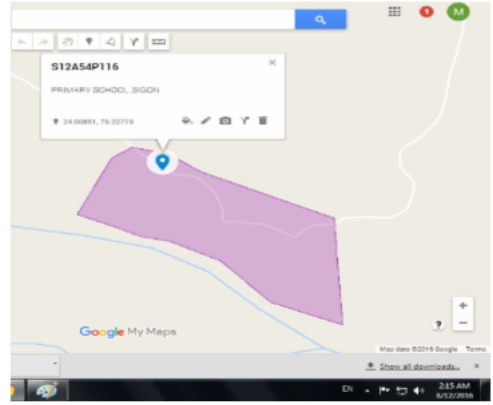 M
S12A54P116
PRIMARY SCHOOL, SIGON
24.00851, 79.22716
Google My Maps
+
?
−
Map data ©2016 Google Terms
Show all downloads...
EN
2:15 AM
8/12/2016